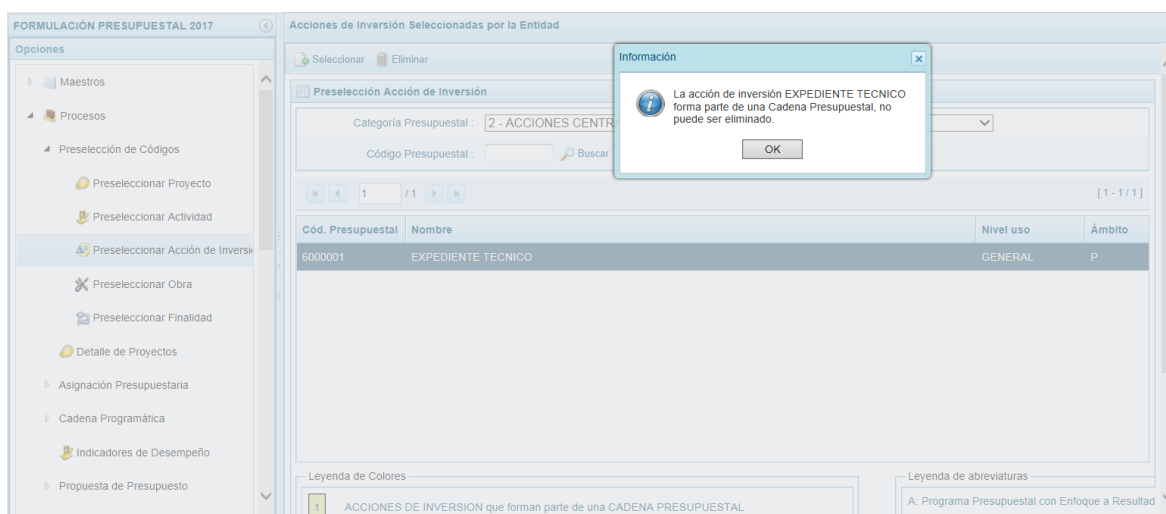 FORMULACIÓN PRESUPUESTAL 2017
Opciones
Maestros
Procesos
Preselección de Códigos
Preseleccionar Proyecto
Preseleccionar Actividad
Preseleccionar Acción de Inversi
Preseleccionar Obra
Preseleccionar Finalidad
Detalle de Proyectos
Asignación Presupuestaria
Cadena Programática
Indicadores de Desempeño
Propuesta de Presupuesto
Acciones de Inversión Seleccionadas por la Entidad
Seleccionar Eliminar
Preselección Acción de Inversión
Categoría Presupuestal : 2 - ACCIONES CENTR
Código Presupuestal : Buscar
1 / 1 [ 1 - 1 / 1 ]
Cód. Presupuestal Nombre Nivel uso Ámbito
6000001 EXPEDIENTE TECNICO GENERAL P
Leyenda de Colores
1 ACCIONES DE INVERSION que forman parte de una CADENA PRESUPUESTAL
Leyenda de abreviaturas
A: Programa Presupuestal con Enfoque a Resultad
Información
La acción de inversión EXPEDIENTE TECNICO
forma parte de una Cadena Presupuestal, no
puede ser eliminado.
OK